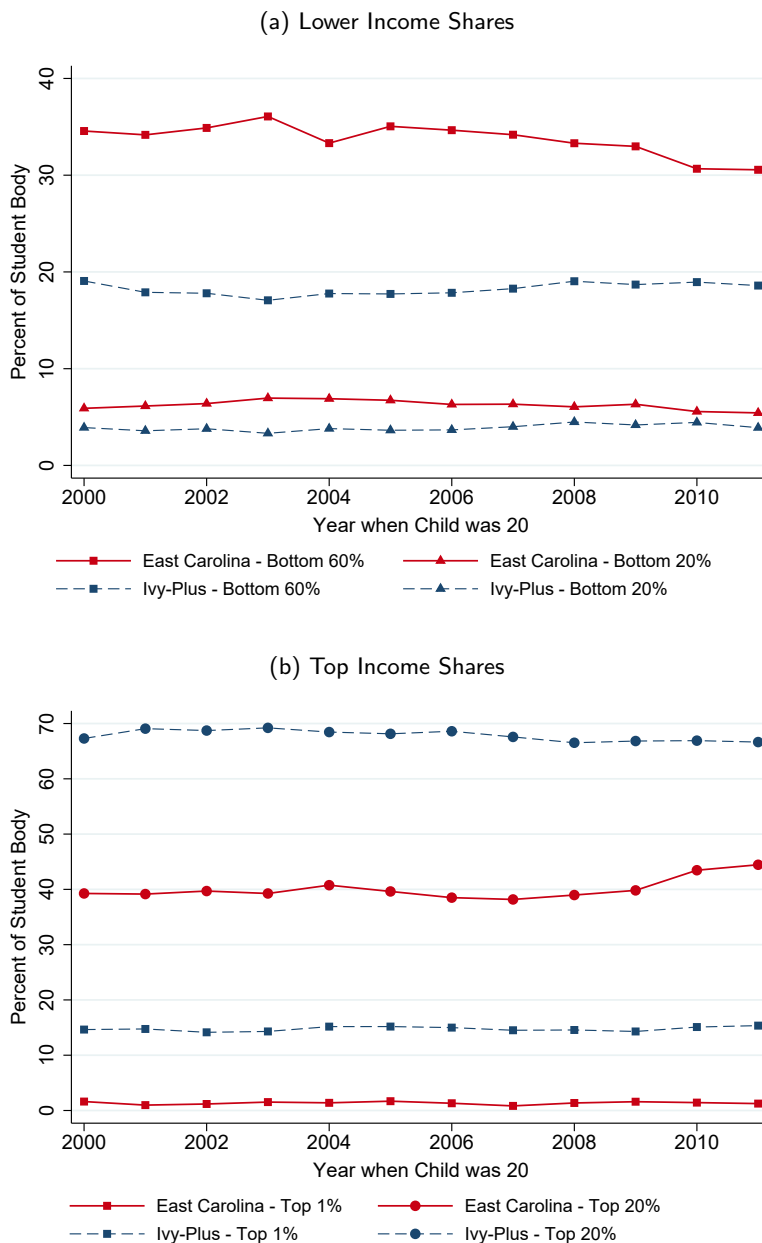 (a) Lower Income Shares
40
30
20
10
0
Percent of Student Body
2000 2002 2004 2006 2008 2010
Year when Child was 20
East Carolina - Bottom 60% East Carolina - Bottom 20%
Ivy-Plus - Bottom 60% Ivy-Plus - Bottom 20%
(b) Top Income Shares
70
60
50
40
30
20
10
0
Percent of Student Body
2000 2002 2004 2006 2008 2010
Year when Child was 20
East Carolina - Top 1% East Carolina - Top 20%
Ivy-Plus - Top 1% Ivy-Plus - Top 20%